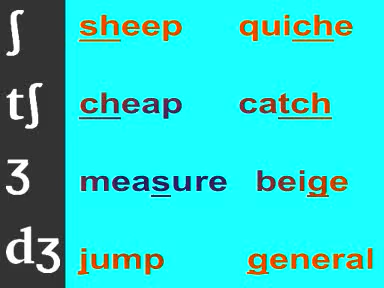 ʃ sheep quiche
tʃ cheap catch
ʒ measure beige
dʒ jump general